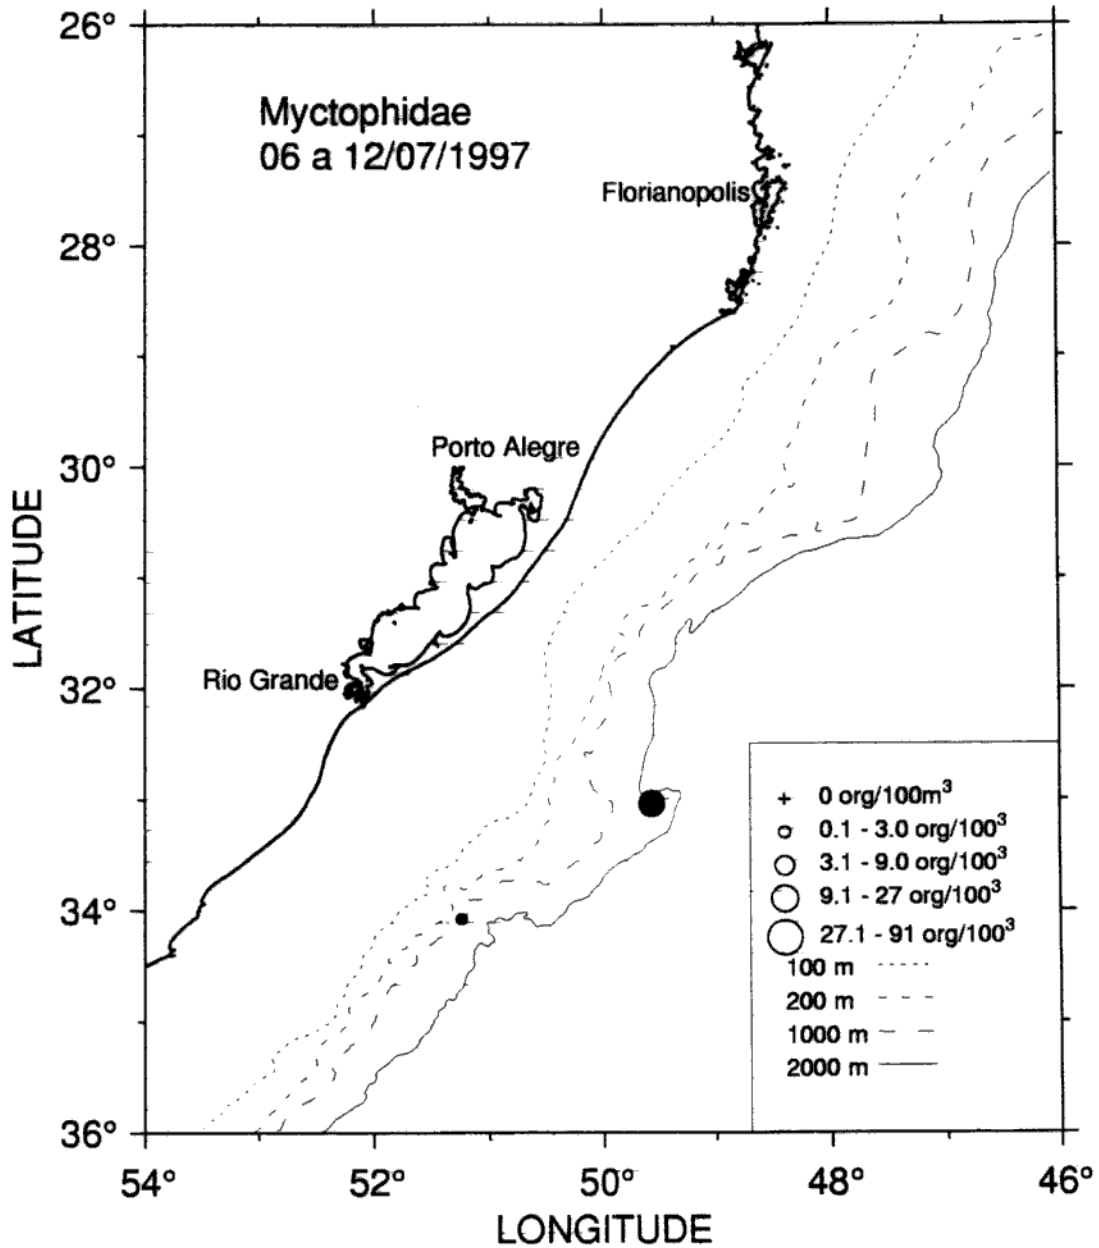 26°
Myctophidae
06 a 12/07/1997
Florianopolis
28°
Porto Alegre
30°
LATITUDE
Rio Grande
32°
+ 0 org/100m³
0.1 - 3.0 org/100³
3.1 - 9.0 org/100³
9.1 - 27 org/100³
27.1 - 91 org/100³
34°
100 m
200 m
1000 m
2000 m
36°
54° 52° 50° 48° 46°
LONGITUDE